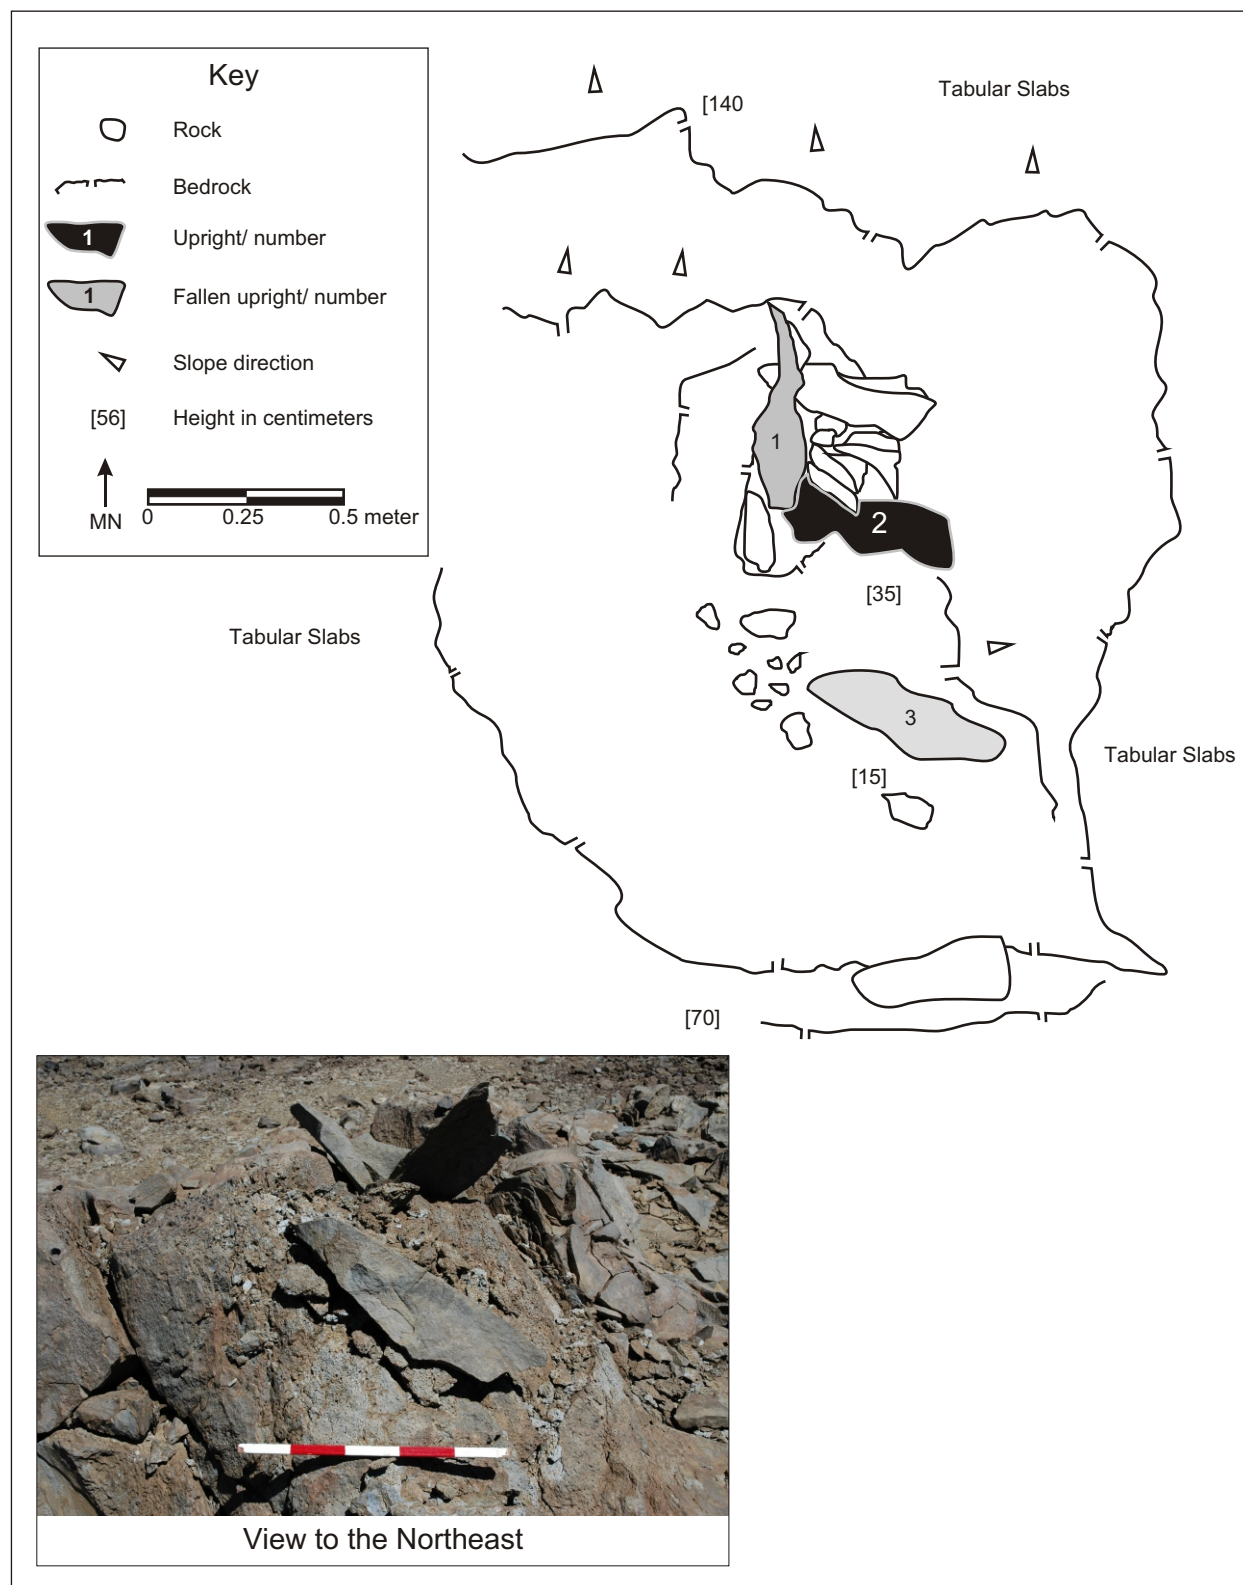 Key
Rock
Bedrock
1 Upright/ number
1 Fallen upright/ number
Slope direction
[56] Height in centimeters
MN
0 0.25 0.5 meter
[140
Tabular Slabs
1
2
[35]
Tabular Slabs
3
Tabular Slabs
[15]
[70]
View to the Northeast